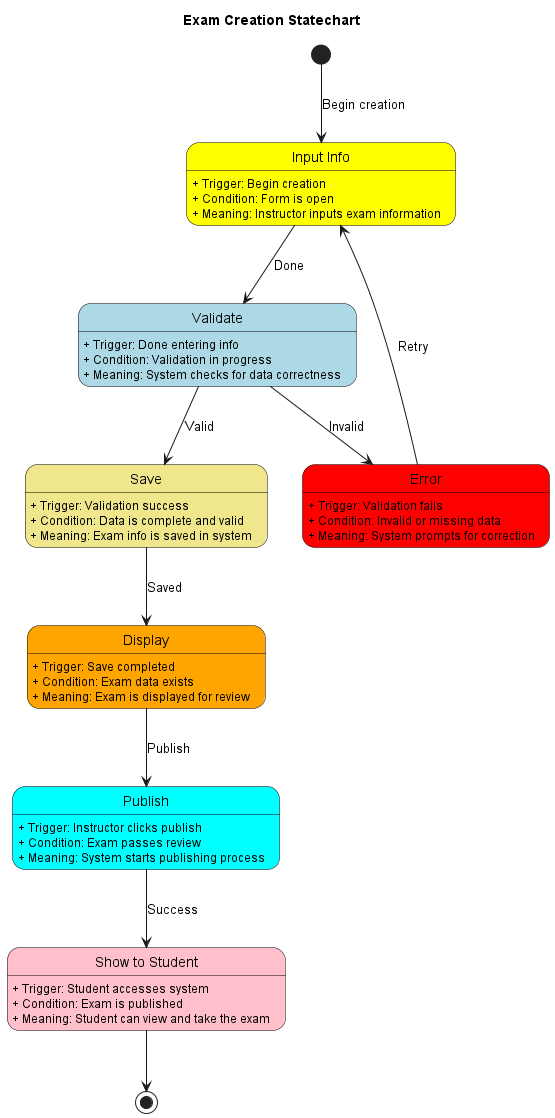 Exam Creation Statechart
Begin creation
Input Info
+ Trigger: Begin creation
+ Condition: Form is open
+ Meaning: Instructor inputs exam information
Done
Retry
Validate
+ Trigger: Done entering info
+ Condition: Validation in progress
+ Meaning: System checks for data correctness
Valid
Invalid
Save
+ Trigger: Validation success
+ Condition: Data is complete and valid
+ Meaning: Exam info is saved in system
Error
+ Trigger: Validation fails
+ Condition: Invalid or missing data
+ Meaning: System prompts for correction
Saved
Display
+ Trigger: Save completed
+ Condition: Exam data exists
+ Meaning: Exam is displayed for review
Publish
Publish
+ Trigger: Instructor clicks publish
+ Condition: Exam passes review
+ Meaning: System starts publishing process
Success
Show to Student
+ Trigger: Student accesses system
+ Condition: Exam is published
+ Meaning: Student can view and take the exam